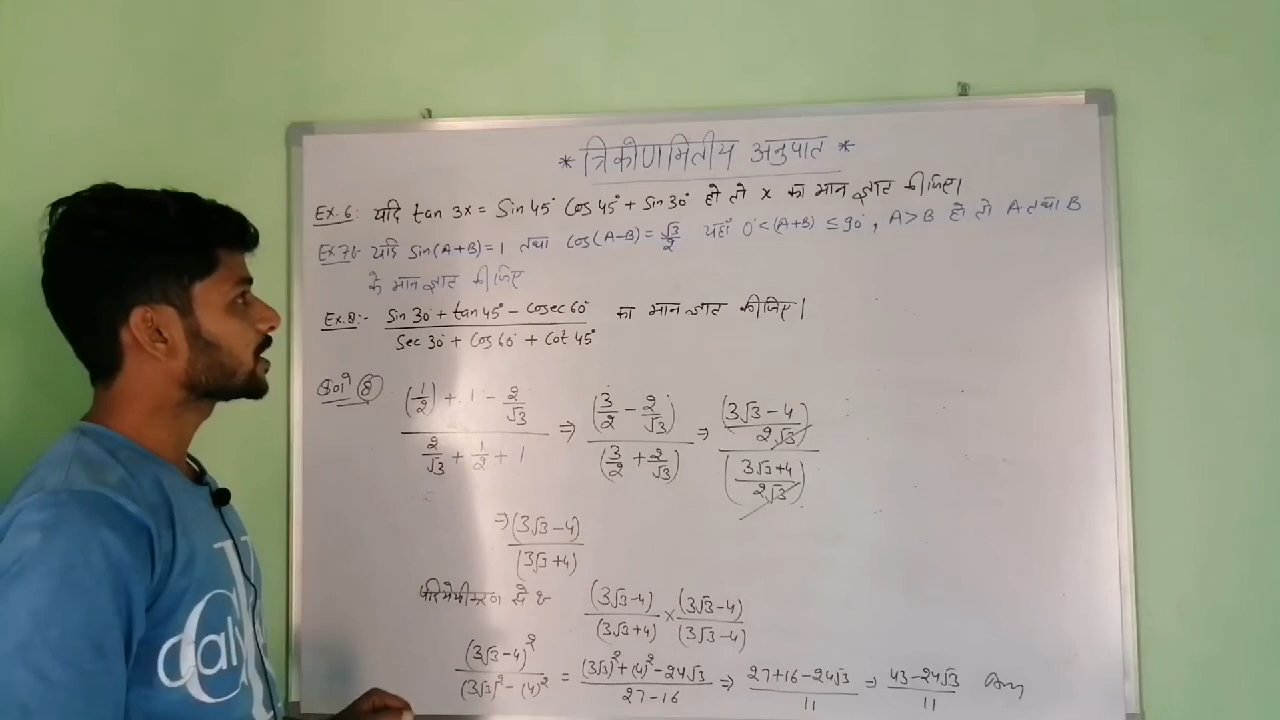 * त्रिकोणमितीय अनुपात *
Ex.6: यदि tan 3x = Sin 45° Cos 45° + Sin 30° हो तो x का मान ज्ञात कीजिए।
Ex.7:- यदि Sin(A+B)=1 तथा Cos(A-B)=√3/2 यहाँ 0°<(A+B) ≤ 90°, A>B हो तो A तथा B
के मान ज्ञात कीजिए
Ex.8:- (Sin 30° + tan 45° - Cosec 60°)/(Sec 30° + Cos 60° + Cot 45°) का मान ज्ञात कीजिए।
Solⁿ (8) ((1/2) + 1 - 2/√3)/(2/√3 + 1/2 + 1) ⇒ (3/2 - 2/√3)/(3/2 + 2/√3) ⇒ ((3√3-4)/(2√3))/((3√3+4)/(2√3))
⇒ (3√3-4)/(3√3+4)
परिमेयीकरण से :- (3√3-4)/(3√3+4) × (3√3-4)/(3√3-4)
(3√3-4)²/((3√3)²-(4)²) = ((3√3)²+(4)²-24√3)/(27-16) ⇒ (27+16-24√3)/11 ⇒ (43-24√3)/11 Ans
Calv